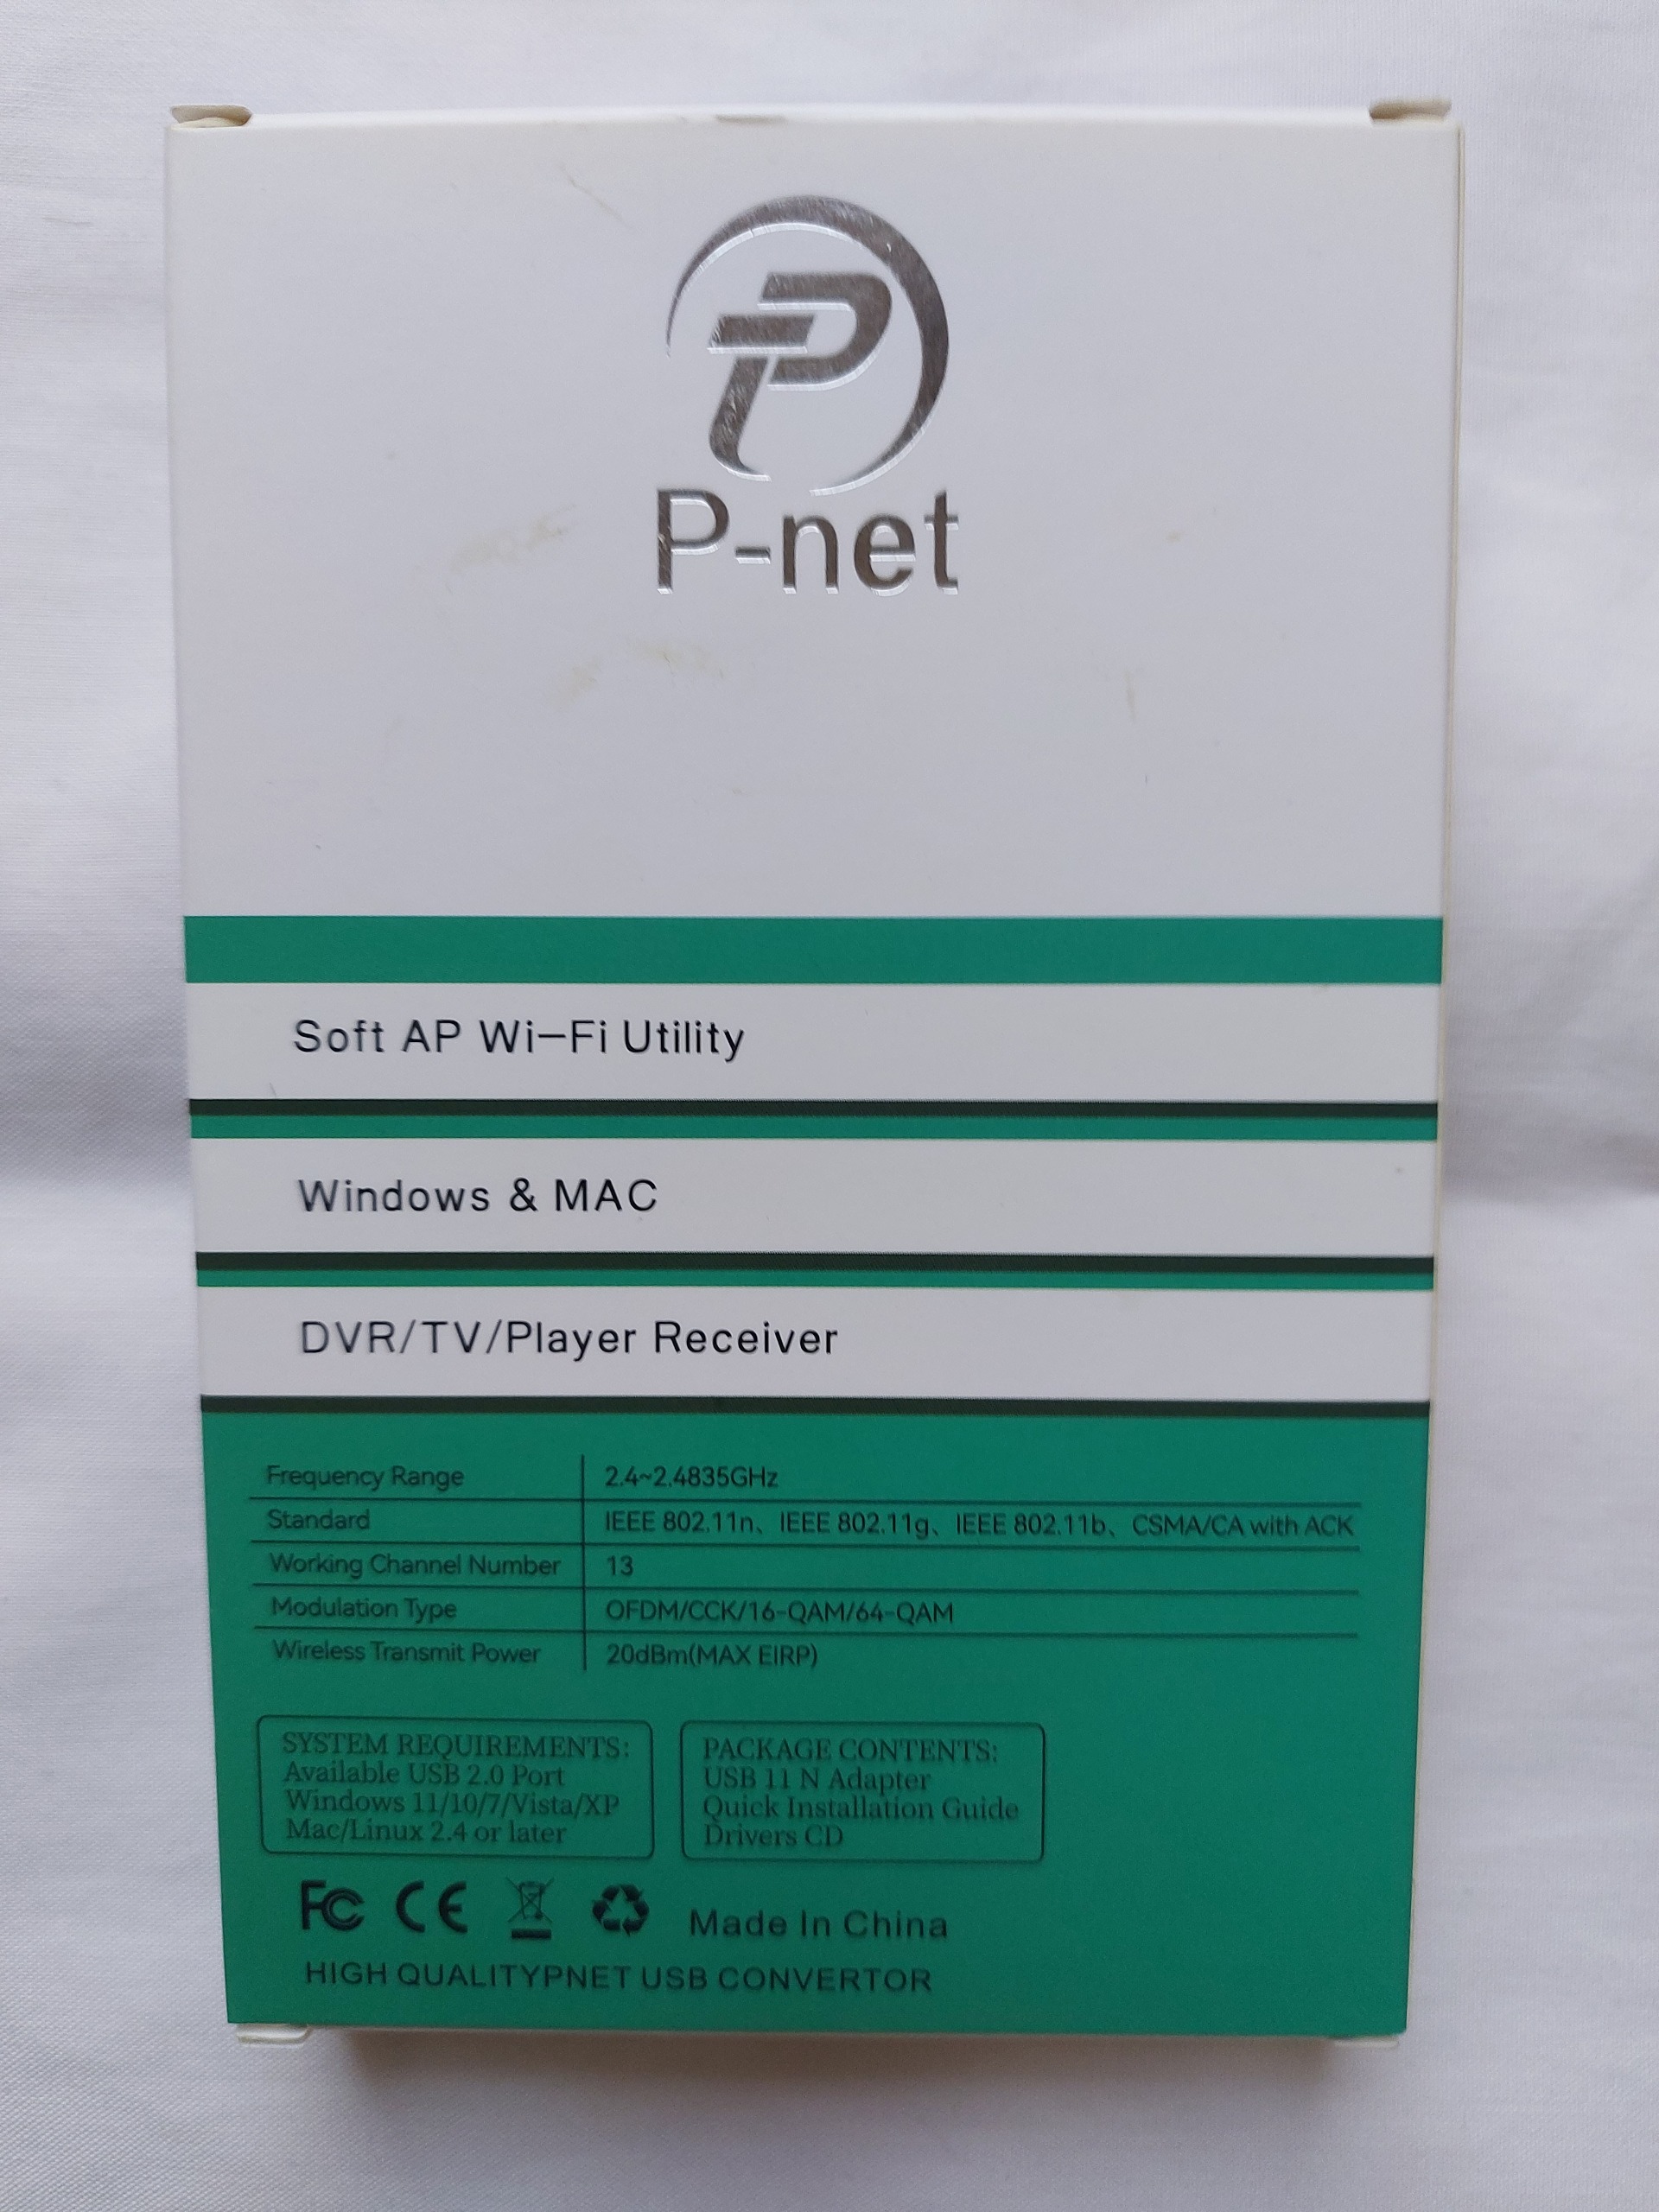 P-net
Soft AP Wi-Fi Utility
Windows & MAC
DVR/TV/Player Receiver
Frequency Range 2.4~2.4835GHz
Standard IEEE 802.11n、IEEE 802.11g、IEEE 802.11b、CSMA/CA with ACK
Working Channel Number 13
Modulation Type OFDM/CCK/16-QAM/64-QAM
Wireless Transmit Power 20dBm(MAX EIRP)
SYSTEM REQUIREMENTS:
Available USB 2.0 Port
Windows 11/10/7/Vista/XP
Mac/Linux 2.4 or later
PACKAGE CONTENTS:
USB 11 N Adapter
Quick Installation Guide
Drivers CD
FC CE Made In China
HIGH QUALITYPNET USB CONVERTOR